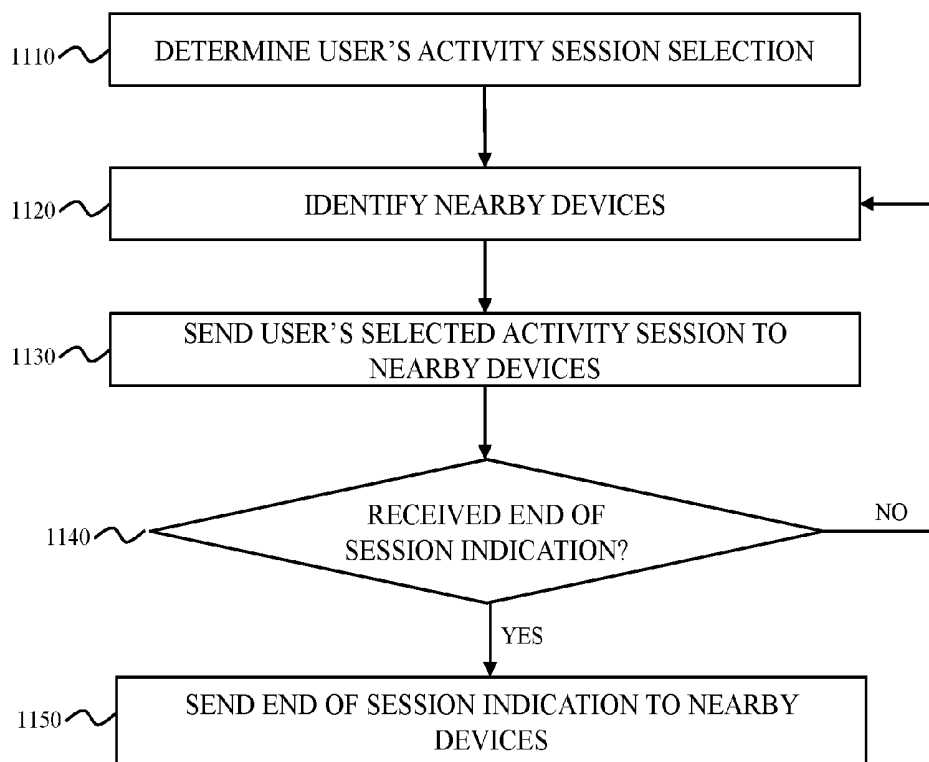 1110
DETERMINE USER'S ACTIVITY SESSION SELECTION
1120
IDENTIFY NEARBY DEVICES
1130
SEND USER'S SELECTED ACTIVITY SESSION TO
NEARBY DEVICES
1140
RECEIVED END OF
SESSION INDICATION?
NO
YES
1150
SEND END OF SESSION INDICATION TO NEARBY
DEVICES